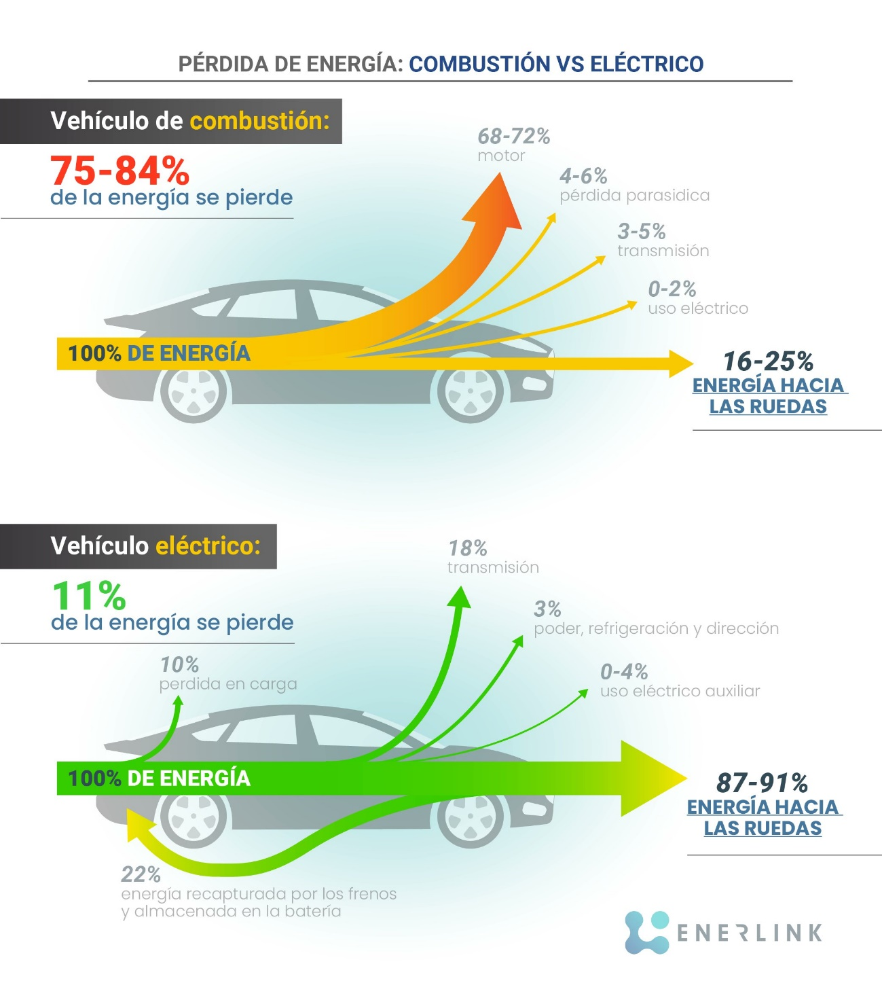 PÉRDIDA DE ENERGÍA: COMBUSTIÓN VS ELÉCTRICO
Vehículo de combustión:
75-84%
de la energía se pierde
68-72%
motor
4-6%
pérdida parasidica
3-5%
transmisión
0-2%
uso eléctrico
100% DE ENERGÍA
16-25%
ENERGÍA HACIA
LAS RUEDAS
Vehículo eléctrico:
11%
de la energía se pierde
18%
transmisión
3%
poder, refrigeración y dirección
10%
perdida en carga
0-4%
uso eléctrico auxiliar
100% DE ENERGÍA
87-91%
ENERGÍA HACIA
LAS RUEDAS
22%
energía recapturada por los frenos
y almacenada en la batería
ENERLINK